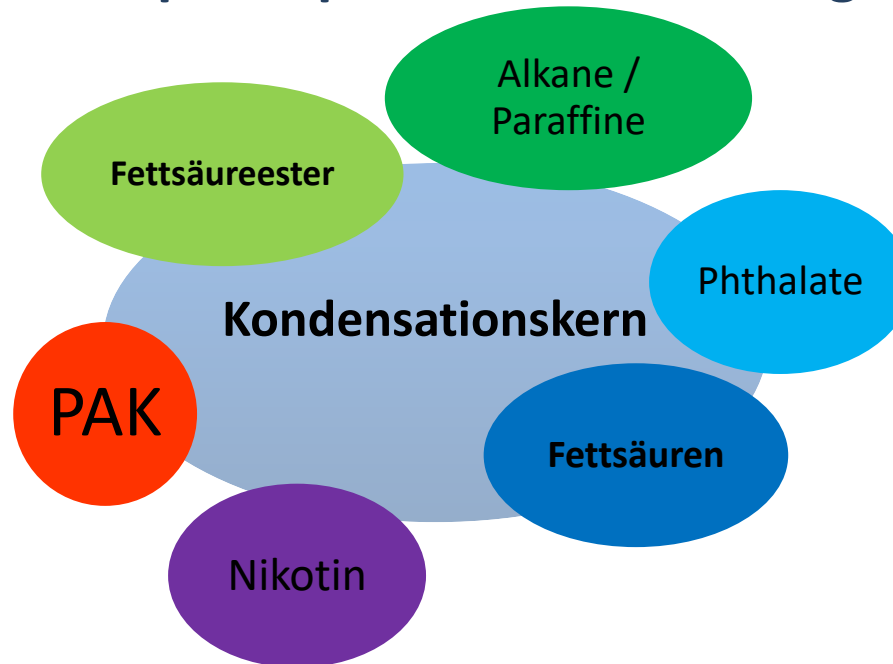 Alkane /
Paraffine
Fettsäureester
Phthalate
Kondensationskern
PAK
Fettsäuren
Nikotin